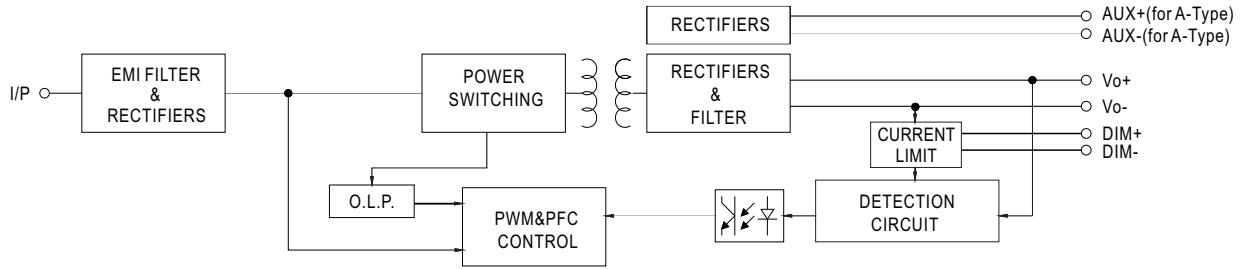 RECTIFIERS
AUX+(for A-Type)
AUX-(for A-Type)
I/P
EMI FILTER
&
RECTIFIERS
POWER
SWITCHING
RECTIFIERS
&
FILTER
Vo+
Vo-
CURRENT
LIMIT
DIM+
DIM-
O.L.P.
PWM&PFC
CONTROL
DETECTION
CIRCUIT